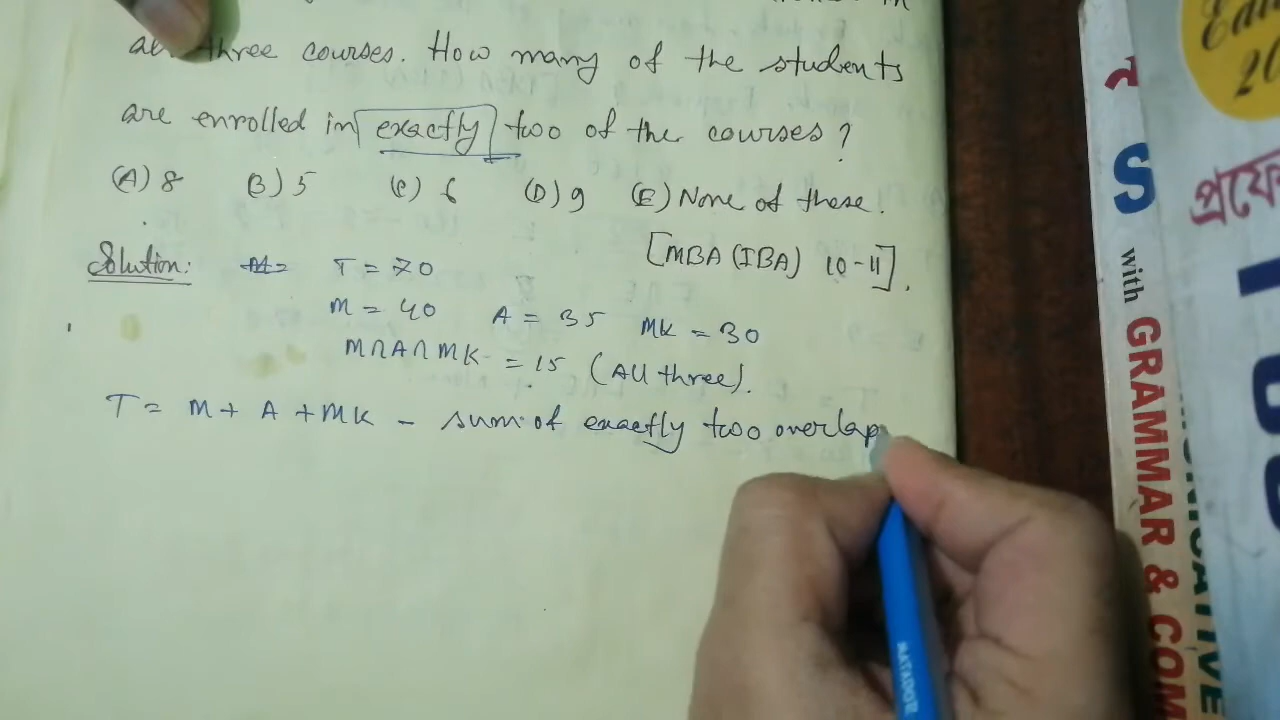 three courses. How many of the students
are enrolled in exactly two of the courses?
(A) 8 B) 5 (C) 6 (D) 9 (E) None of these.
[MBA (IBA) 10-11].
Solution: T = 70
M = 40 A = 35 MK = 30
M∩A∩MK = 15 (All three).
T = M + A + MK - sum of exactly two overlap
S with GRAMMAR & COM
প্রফে
MATADOR